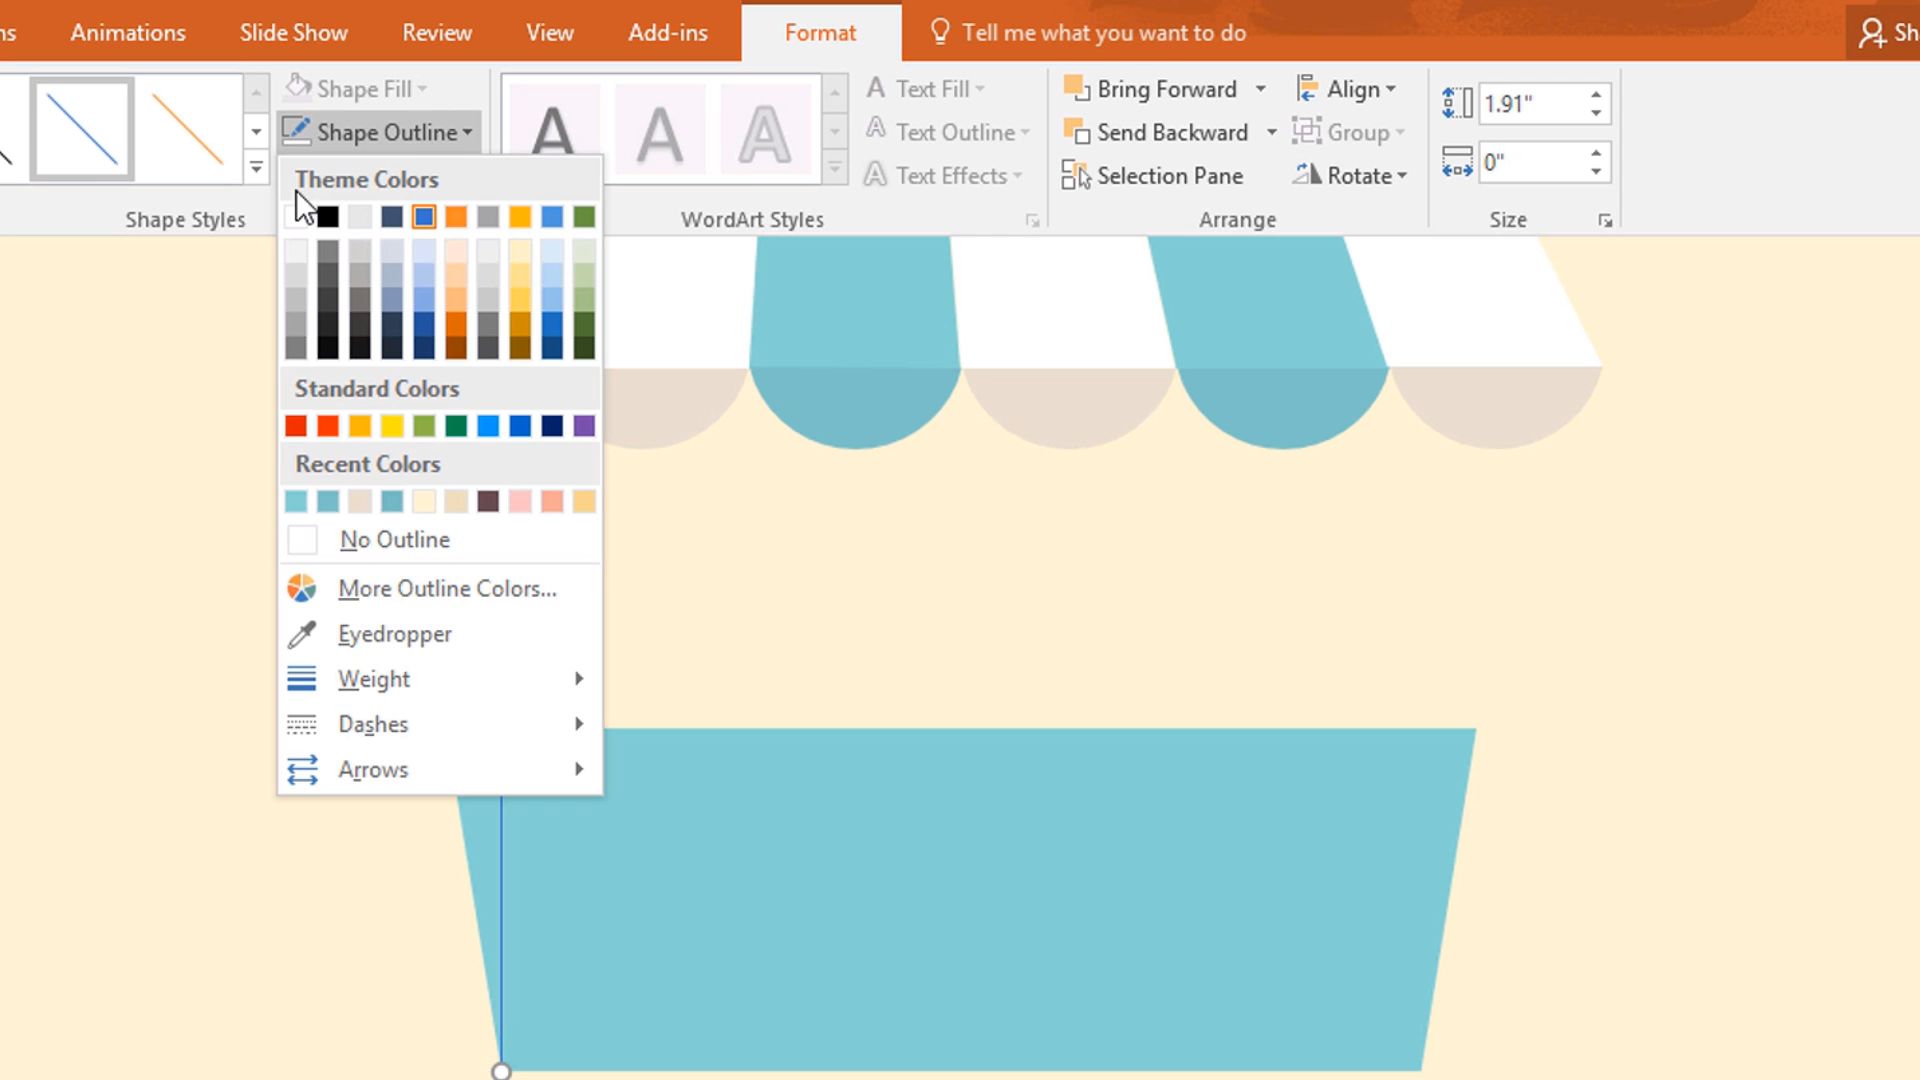 ns Animations Slide Show Review View Add-ins Format Tell me what you want to do Sh
Shape Fill
Shape Outline
A A A
A Text Fill
A Text Outline
A Text Effects
Bring Forward
Send Backward
Selection Pane
Align
Group
Rotate
1.91"
0"
Shape Styles WordArt Styles Arrange Size
Theme Colors
Standard Colors
Recent Colors
No Outline
More Outline Colors...
Eyedropper
Weight
Dashes
Arrows